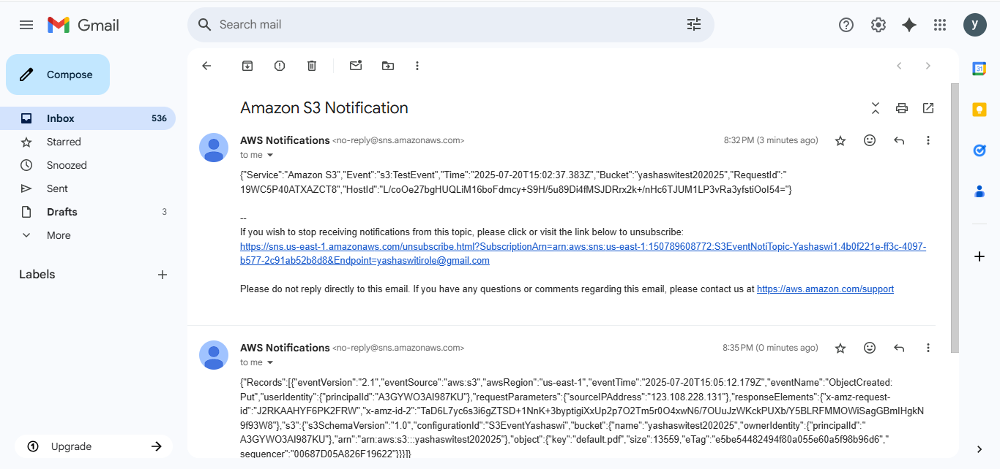 Gmail
Search mail
y
Compose
Inbox 536
Starred
Snoozed
Sent
Drafts 3
More
Labels
Upgrade
31
Amazon S3 Notification
AWS Notifications <no-reply@sns.amazonaws.com> 8:32 PM (3 minutes ago)
to me
{"Service":"Amazon S3","Event":"s3:TestEvent","Time":"2025-07-20T15:02:37.383Z","Bucket":"yashaswitest202025","RequestId":"
19WC5P40ATXAZCT8","HostId":"L/coOe27bgHUQLiM16boFdmcy+S9H/5u89Di4fMSJDRrx2k+/nHc6TJUM1LP3vRa3yfstiOoI54="}
--
If you wish to stop receiving notifications from this topic, please click or visit the link below to unsubscribe:
https://sns.us-east-1.amazonaws.com/unsubscribe.html?SubscriptionArn=arn:aws:sns:us-east-1:150789608772:S3EventNotiTopic-Yashaswi1:4b0f221e-ff3c-4097-
b577-2c91ab52b8d8&Endpoint=yashaswitirole@gmail.com
Please do not reply directly to this email. If you have any questions or comments regarding this email, please contact us at https://aws.amazon.com/support
AWS Notifications <no-reply@sns.amazonaws.com> 8:35 PM (0 minutes ago)
to me
{"Records":[{"eventVersion":"2.1","eventSource":"aws:s3","awsRegion":"us-east-1","eventTime":"2025-07-20T15:05:12.179Z","eventName":"ObjectCreated:
Put","userIdentity":{"principalId":"A3GYWO3AI987KU"},"requestParameters":{"sourceIPAddress":"123.108.228.131"},"responseElements":{"x-amz-request-
id":"J2RKAAHYF6PK2FRW","x-amz-id-2":"TaD6L7yc6s3i6gZTSD+1NnK+3byptigiXxUp2p7O2Tm5r0O4xwN6/7OUuJzWKckPUXb/Y5BLRFMMOWiSagGBmIHgkN
9f93W8"},"s3":{"s3SchemaVersion":"1.0","configurationId":"S3EventYashaswi","bucket":{"name":"yashaswitest202025","ownerIdentity":{"principalId":"
A3GYWO3AI987KU"},"arn":"arn:aws:s3:::yashaswitest202025"},"object":{"key":"default.pdf","size":13559,"eTag":"e5be54482494f80a055e60a5f98b96d6","
sequencer":"00687D05A826F19622"}}}]}